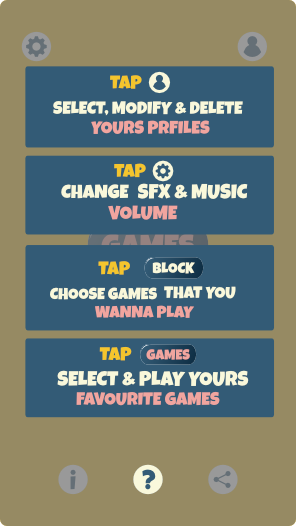 TAP
SELECT, MODIFY & DELETE
YOURS PRFILES
TAP
CHANGE SFX & MUSIC
VOLUME
GAMES
TAP BLOCK
CHOOSE GAMES THAT YOU
WANNA PLAY
TAP GAMES
SELECT & PLAY YOURS
FAVOURITE GAMES
i ?